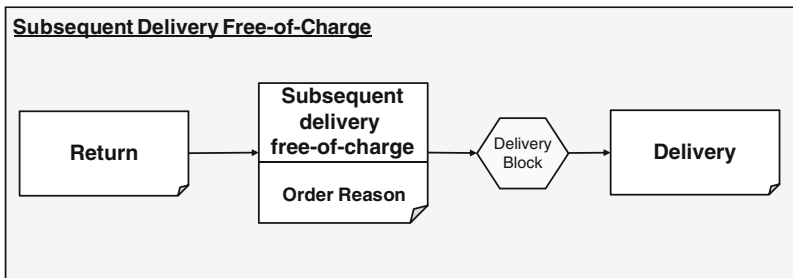 Subsequent Delivery Free-of-Charge
Return
Subsequent
delivery
free-of-charge
Order Reason
Delivery
Block
Delivery